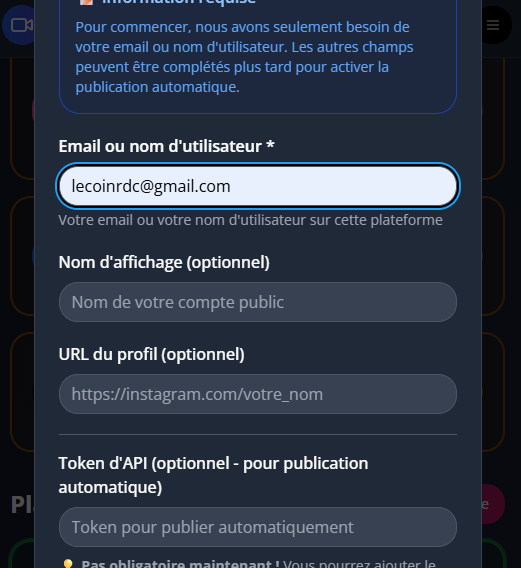 Information requise
Pour commencer, nous avons seulement besoin de
votre email ou nom d'utilisateur. Les autres champs
peuvent être complétés plus tard pour activer la
publication automatique.
Email ou nom d'utilisateur *
lecoinrdc@gmail.com
Votre email ou votre nom d'utilisateur sur cette plateforme
Nom d'affichage (optionnel)
Nom de votre compte public
URL du profil (optionnel)
https://instagram.com/votre_nom
Token d'API (optionnel - pour publication
automatique)
Token pour publier automatiquement
Pas obligatoire maintenant ! Vous pourrez ajouter le